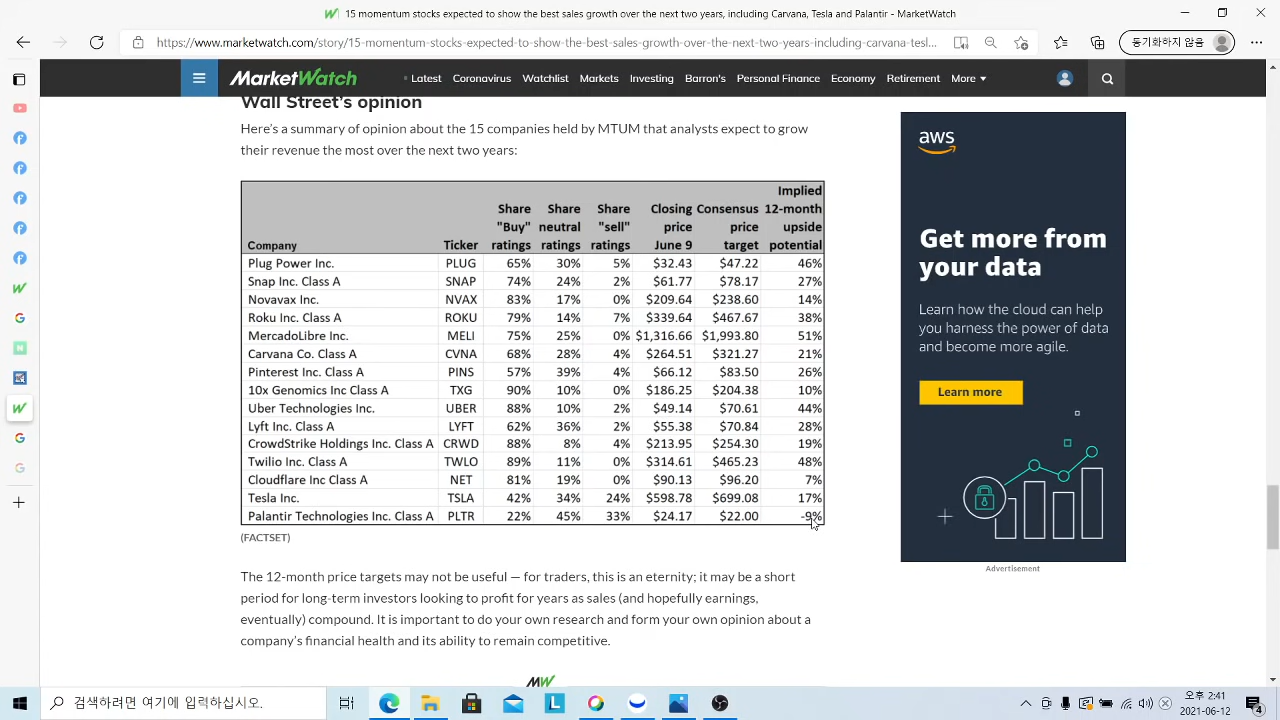 15 momentum stocks expected to show the best sales growth over the next two years, including Carvana, Tesla and Palantir - MarketWatch
https://www.marketwatch.com/story/15-momentum-stocks-expected-to-show-the-best-sales-growth-over-the-next-two-years-including-carvana-tesl...
로그인되지 않음
MarketWatch
Latest Coronavirus Watchlist Markets Investing Barron's Personal Finance Economy Retirement More
Wall Street's opinion
Here's a summary of opinion about the 15 companies held by MTUM that analysts expect to grow
their revenue the most over the next two years:
Company Ticker Share "Buy" ratings Share neutral ratings Share "sell" ratings Closing price June 9 Consensus price target Implied 12-month upside potential
Plug Power Inc. PLUG 65% 30% 5% $32.43 $47.22 46%
Snap Inc. Class A SNAP 74% 24% 2% $61.77 $78.17 27%
Novavax Inc. NVAX 83% 17% 0% $209.64 $238.60 14%
Roku Inc. Class A ROKU 79% 14% 7% $339.64 $467.67 38%
MercadoLibre Inc. MELI 75% 25% 0% $1,316.66 $1,993.80 51%
Carvana Co. Class A CVNA 68% 28% 4% $264.51 $321.27 21%
Pinterest Inc. Class A PINS 57% 39% 4% $66.12 $83.50 26%
10x Genomics Inc Class A TXG 90% 10% 0% $186.25 $204.38 10%
Uber Technologies Inc. UBER 88% 10% 2% $49.14 $70.61 44%
Lyft Inc. Class A LYFT 62% 36% 2% $55.38 $70.84 28%
CrowdStrike Holdings Inc. Class A CRWD 88% 8% 4% $213.95 $254.30 19%
Twilio Inc. Class A TWLO 89% 11% 0% $314.61 $465.23 48%
Cloudflare Inc Class A NET 81% 19% 0% $90.13 $96.20 7%
Tesla Inc. TSLA 42% 34% 24% $598.78 $699.08 17%
Palantir Technologies Inc. Class A PLTR 22% 45% 33% $24.17 $22.00 -9%
(FACTSET)
The 12-month price targets may not be useful — for traders, this is an eternity; it may be a short
period for long-term investors looking to profit for years as sales (and hopefully earnings,
eventually) compound. It is important to do your own research and form your own opinion about a
company's financial health and its ability to remain competitive.
MW
aws
Get more from
your data
Learn how the cloud can help
you harness the power of data
and become more agile.
Learn more
Advertisement
검색하려면 여기에 입력하십시오.
오후 2:41
2021-06-12
4